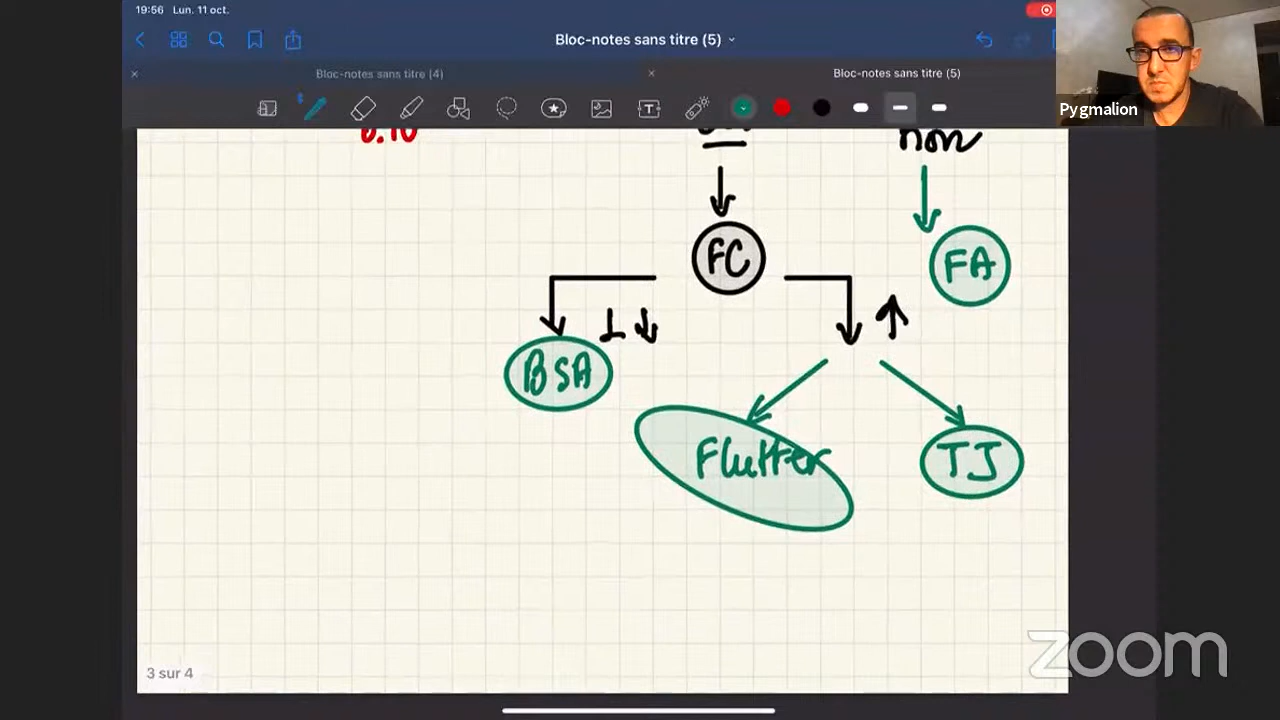 19:56 Lun. 11 oct.
Bloc-notes sans titre (5)
Bloc-notes sans titre (4)
Bloc-notes sans titre (5)
Pygmalion
non
FC
FA
BSA
Flutter
TJ
3 sur 4
zoom